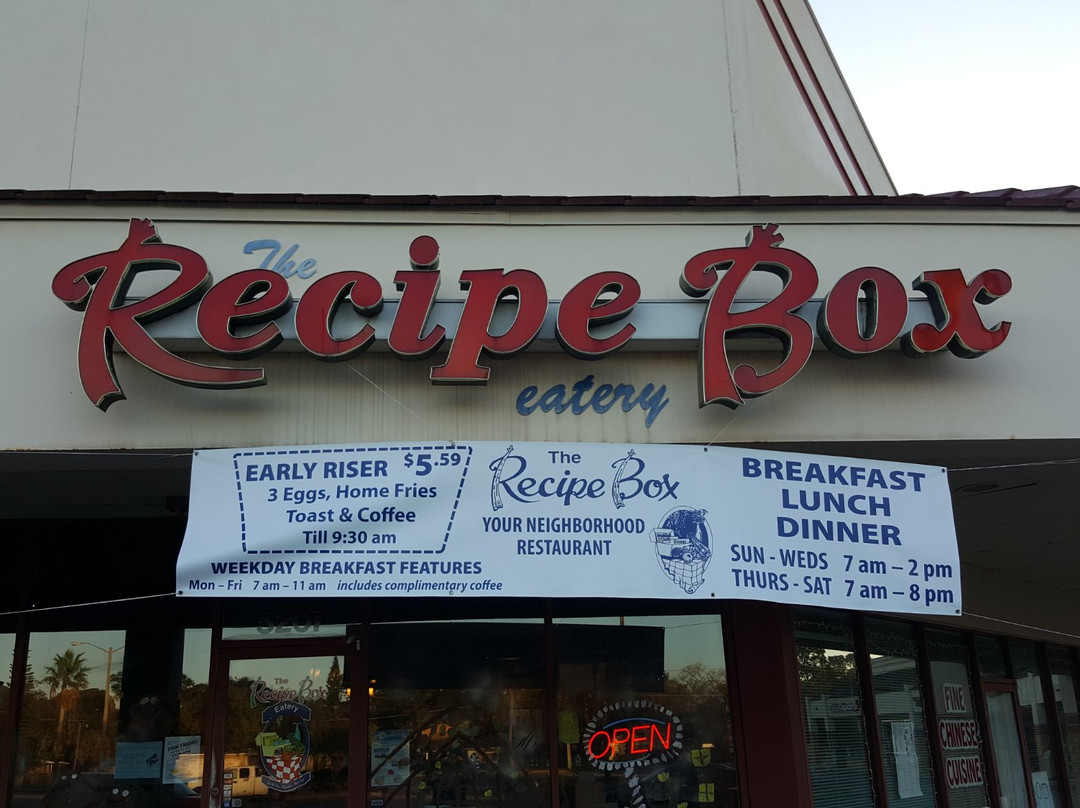 The
Recipe Box
eatery
EARLY RISER $5.59
3 Eggs, Home Fries
Toast & Coffee
Till 9:30 am
WEEKDAY BREAKFAST FEATURES
Mon – Fri 7 am – 11 am includes complimentary coffee
The
Recipe Box
YOUR NEIGHBORHOOD
RESTAURANT
BREAKFAST
LUNCH
DINNER
SUN - WEDS 7 am – 2 pm
THURS - SAT 7 am – 8 pm
5207
The
Recipe Box
Eatery
OPEN
FINE
CHINESE
CUISINE